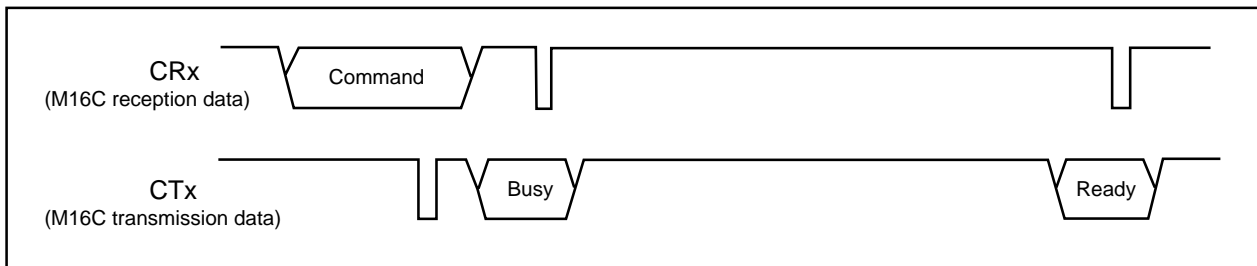 CRx
(M16C reception data)
Command
CTx
(M16C transmission data)
Busy
Ready